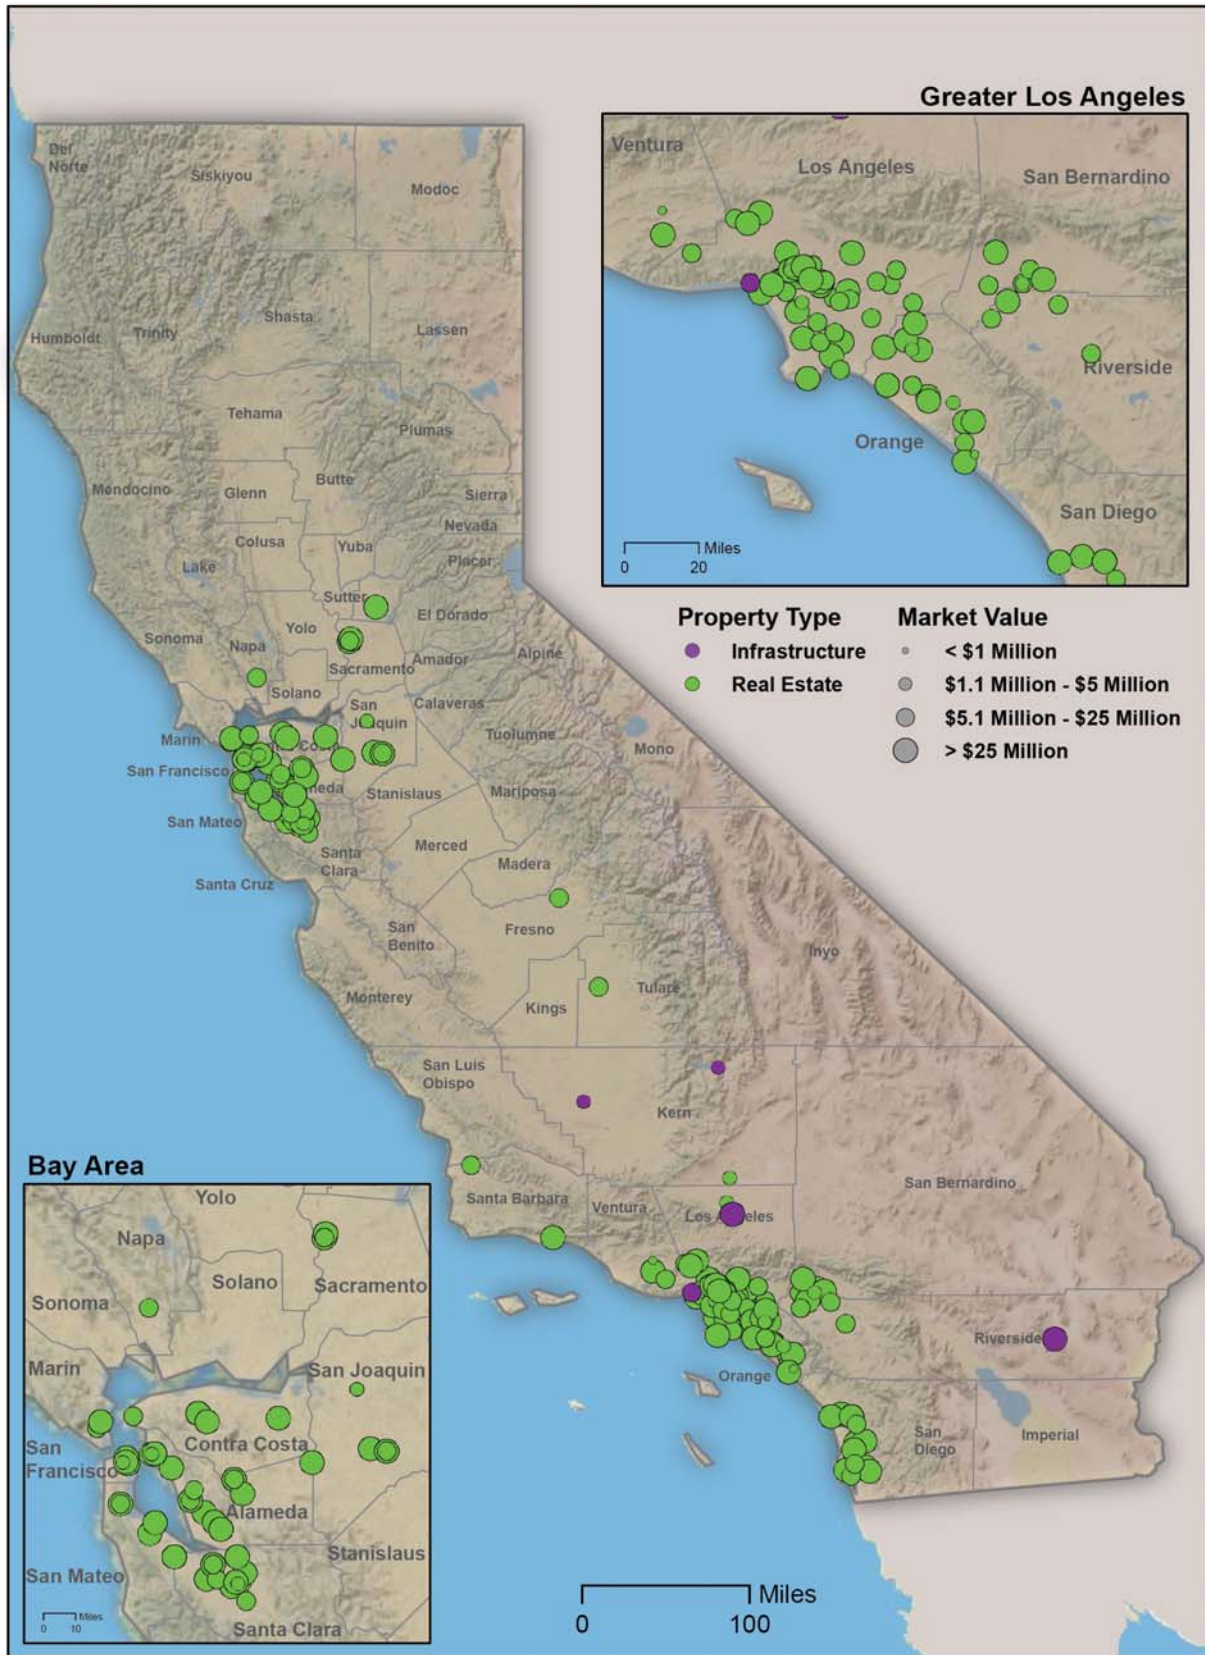 Greater Los Angeles
Ventura
Los Angeles
San Bernardino
Riverside
Orange
San Diego
Miles
0 20
Property Type
Infrastructure
Real Estate
Market Value
< $1 Million
$1.1 Million - $5 Million
$5.1 Million - $25 Million
> $25 Million
Del
Norte
Siskiyou
Modoc
Humboldt
Trinity
Shasta
Lassen
Tehama
Plumas
Mendocino
Glenn
Butte
Sierra
Nevada
Colusa
Yuba
Placer
Lake
Sutter
El Dorado
Sonoma
Napa
Yolo
Sacramento
Amador
Alpine
Solano
San
Joaquin
Calaveras
Marin
Tuolumne
Mono
San Francisco
Stanislaus
Mariposa
San Mateo
Merced
Santa
Clara
Madera
Santa Cruz
San
Benito
Fresno
Inyo
Monterey
Kings
Tulare
San Luis
Obispo
Kern
Santa Barbara
Ventura
Los Angeles
San Bernardino
Riverside
Orange
San
Diego
Imperial
Bay Area
Yolo
Napa
Solano
Sacramento
Sonoma
Marin
San Joaquin
Contra Costa
San
Francisco
Alameda
Stanislaus
San Mateo
Santa Clara
Miles
0 10
Miles
0 100